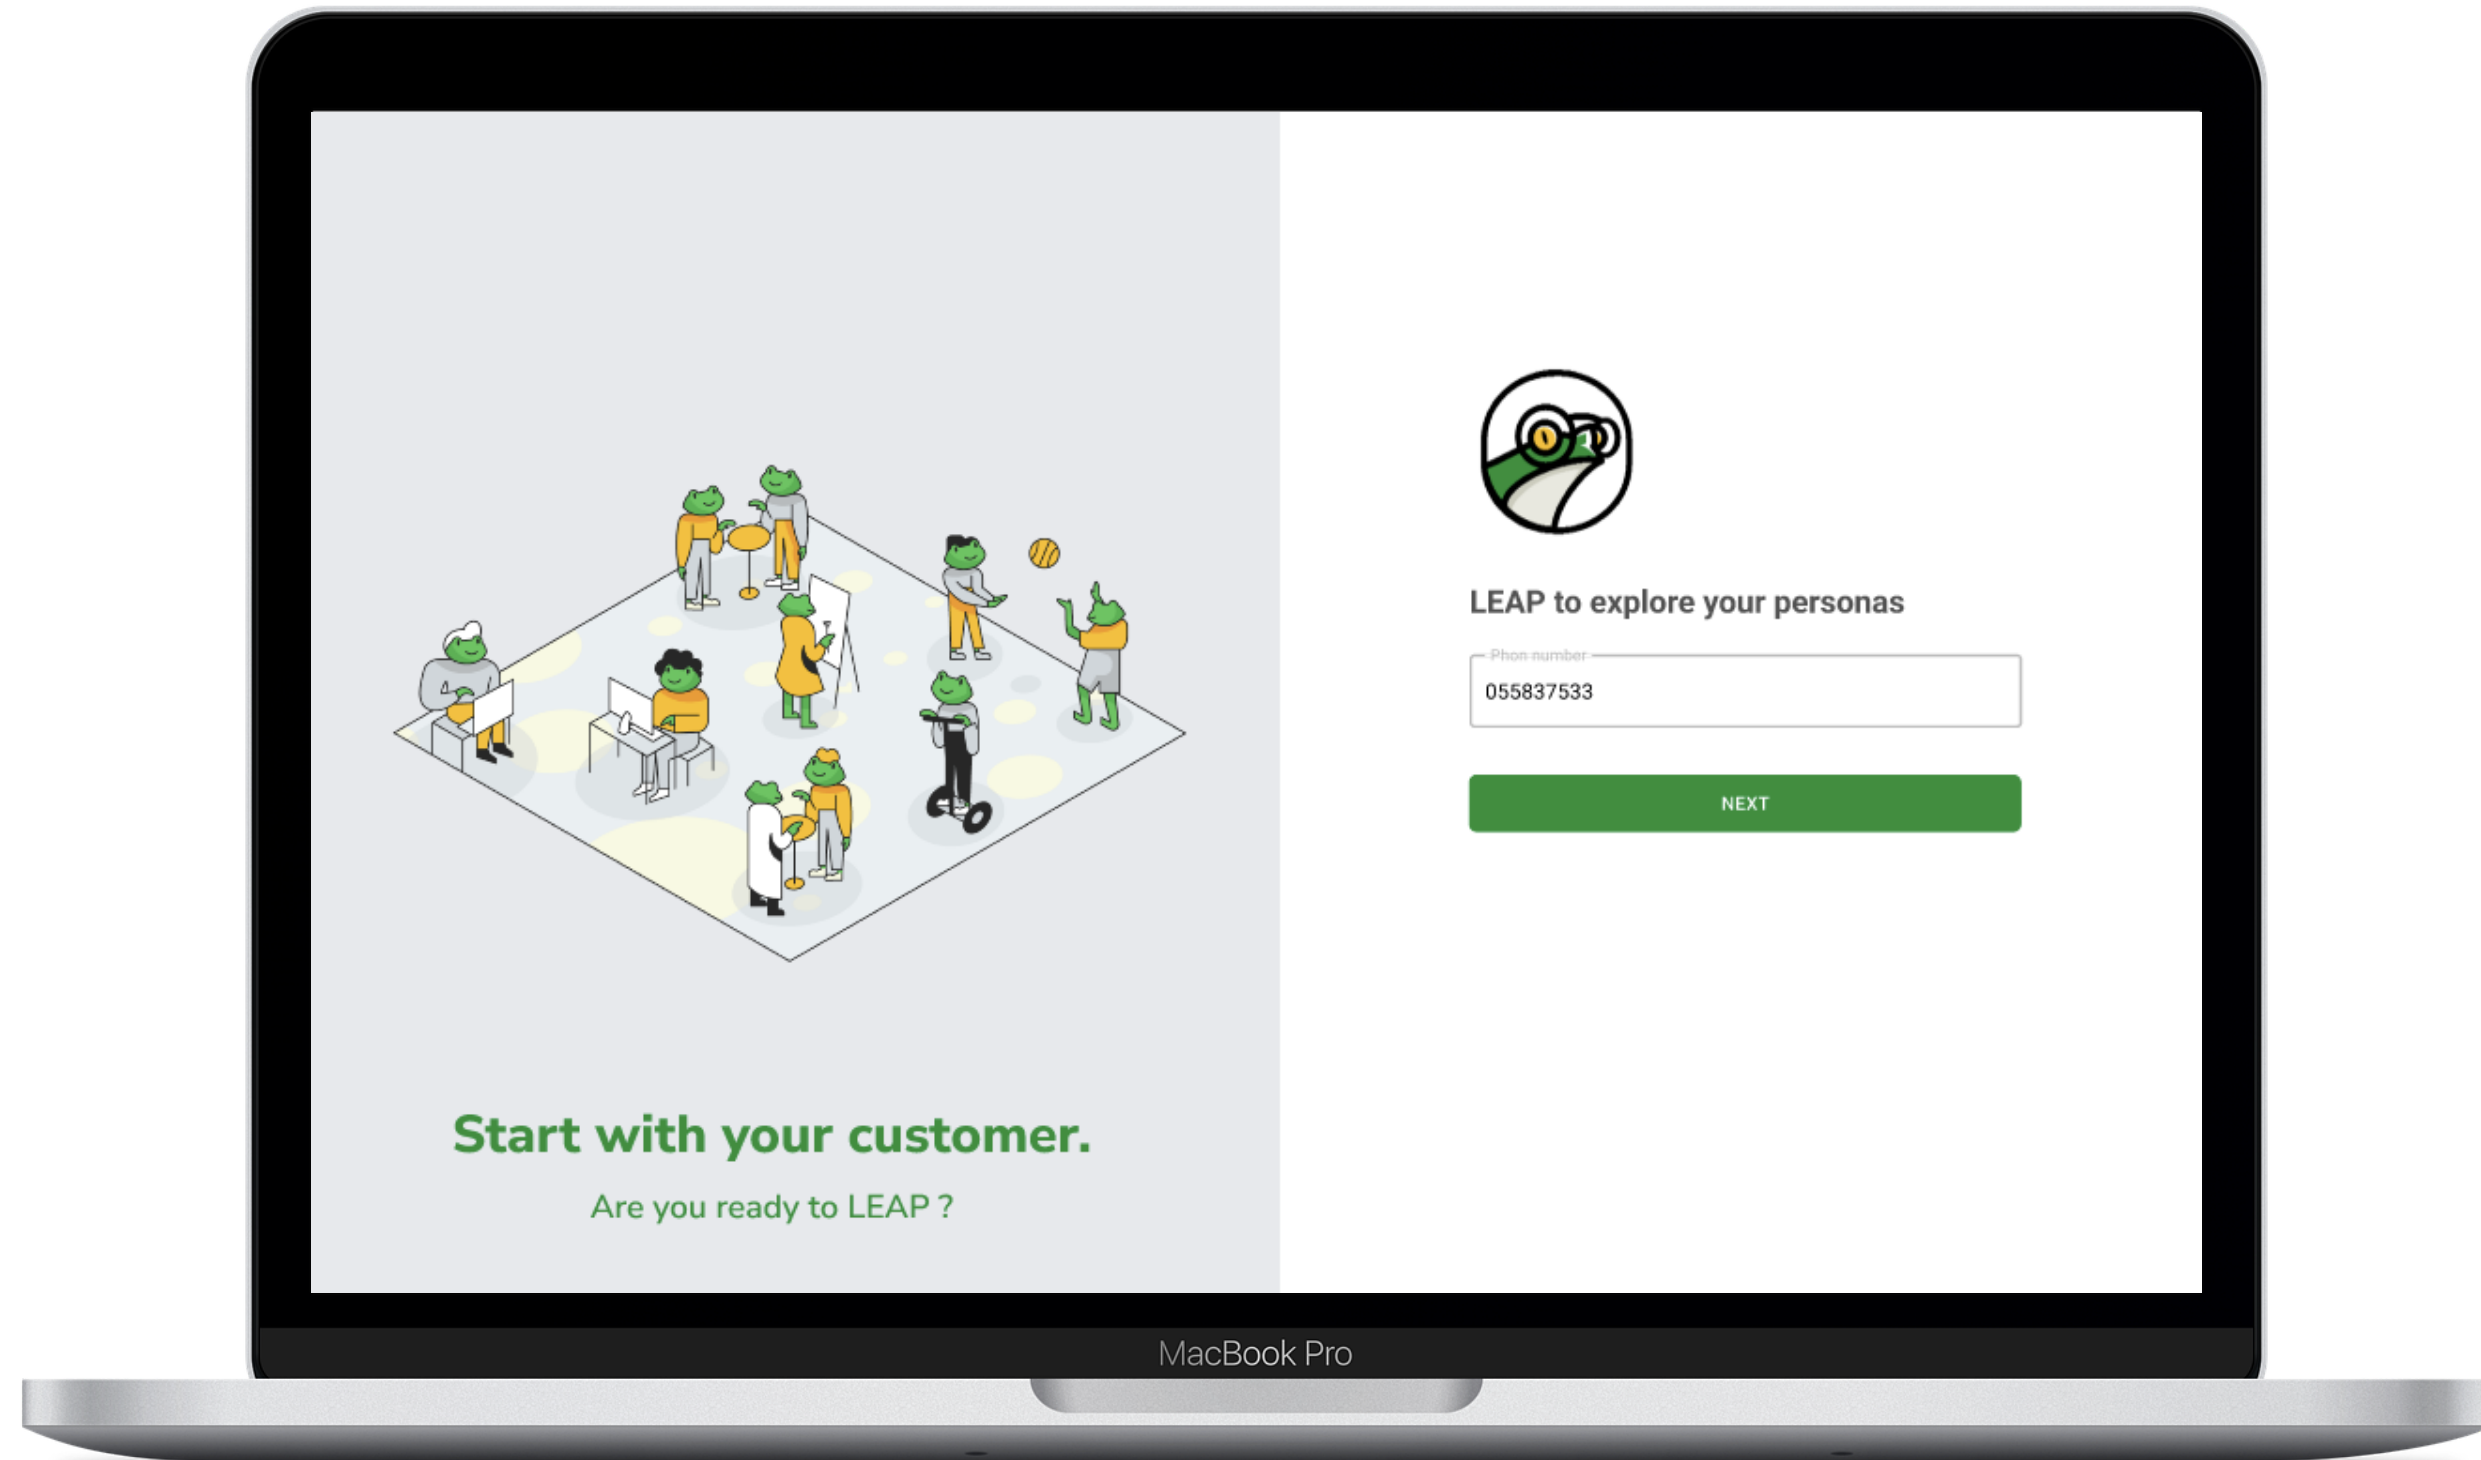 LEAP to explore your personas
Phon number
055837533
NEXT
Start with your customer.
Are you ready to LEAP ?
MacBook Pro